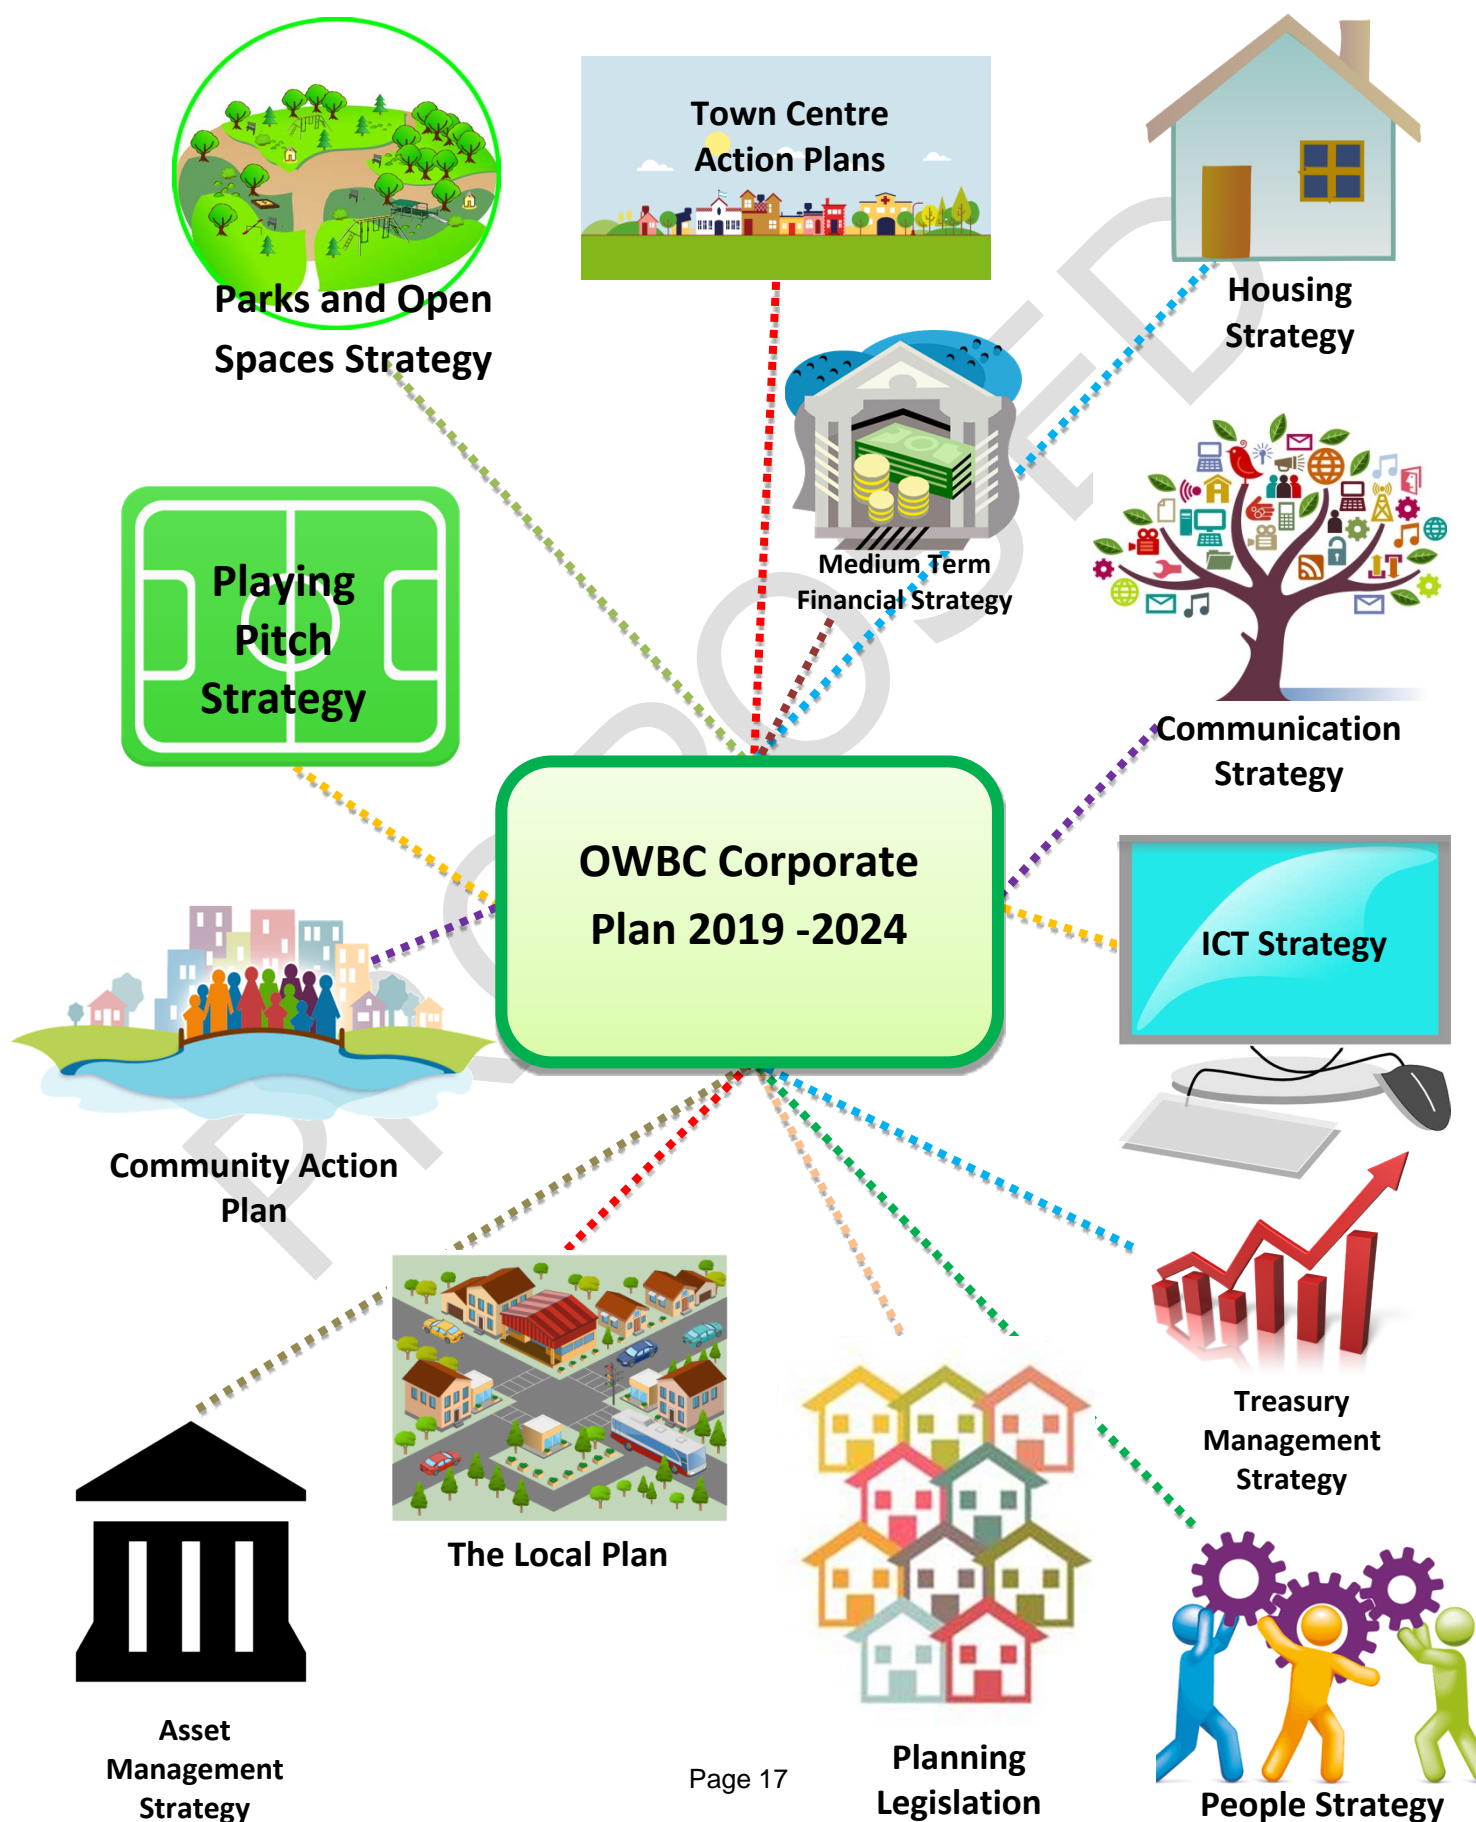 Town Centre
Action Plans
Parks and Open
Spaces Strategy
Housing
Strategy
Medium Term
Financial Strategy
Playing
Pitch
Strategy
Communication
Strategy
OWBC Corporate
Plan 2019 -2024
ICT Strategy
Community Action
Plan
Treasury
Management
Strategy
The Local Plan
Asset
Management
Strategy
Planning
Legislation
People Strategy
Page 17
PROPOSED